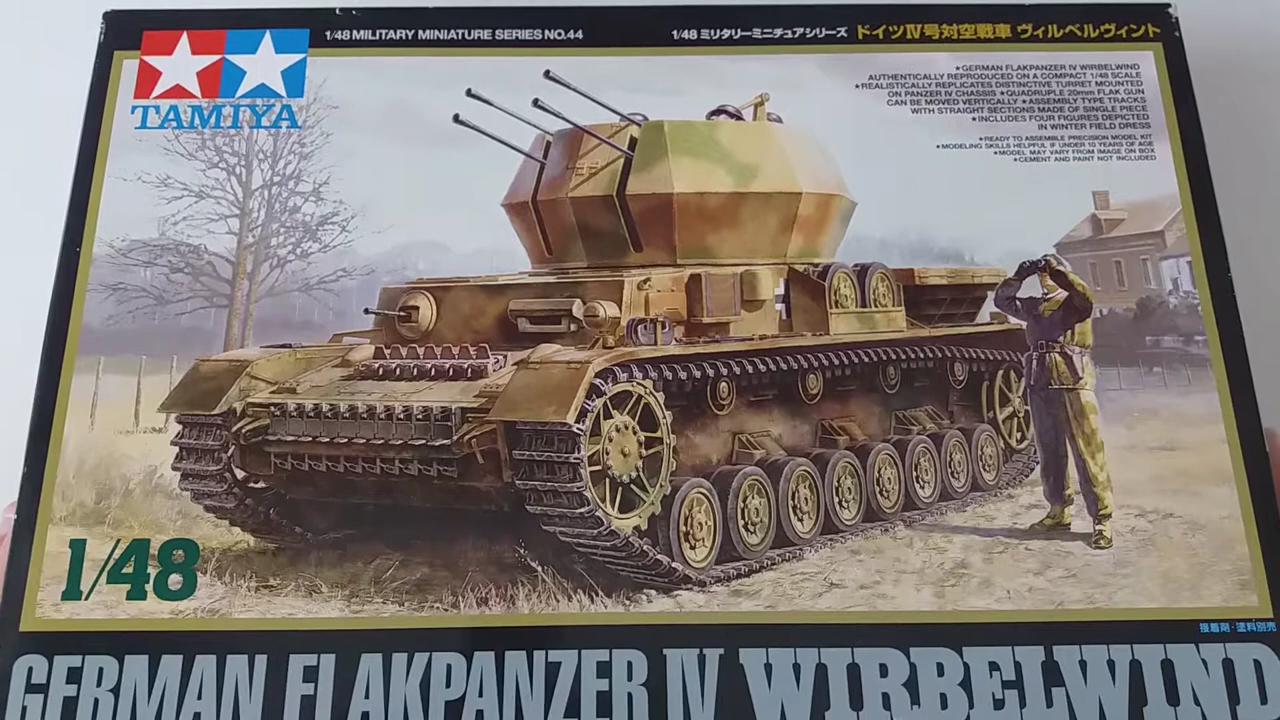 1/48 MILITARY MINIATURE SERIES NO.44
1/48 ミリタリーミニチュアシリーズ ドイツIV号対空戦車 ヴィルベルヴィント
TAMIYA
★GERMAN FLAKPANZER IV WIRBELWIND
AUTHENTICALLY REPRODUCED ON A COMPACT 1/48 SCALE
★REALISTICALLY REPLICATES DISTINCTIVE TURRET MOUNTED
ON PANZER IV CHASSIS ★QUADRUPLE 20mm FLAK GUN
CAN BE MOVED VERTICALLY ★ASSEMBLY TYPE TRACKS
WITH STRAIGHT SECTIONS MADE OF SINGLE PIECE
★INCLUDES FOUR FIGURES DEPICTED
IN WINTER FIELD DRESS
★READY TO ASSEMBLE PRECISION MODEL KIT
★MODELING SKILLS HELPFUL IF UNDER 10 YEARS OF AGE
★MODEL MAY VARY FROM IMAGE ON BOX
★CEMENT AND PAINT NOT INCLUDED
1/48
接着剤・塗料別売
GERMAN FLAKPANZER IV WIRBELWIND